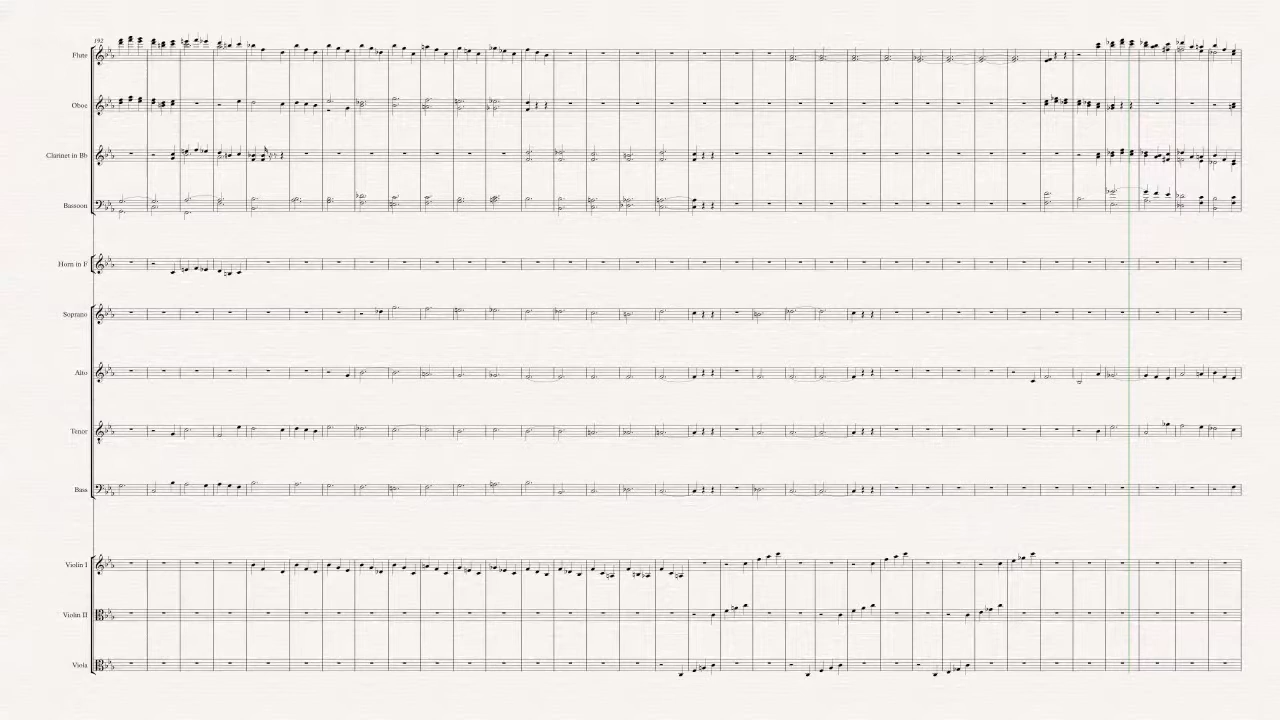 192
Flute
Oboe
Clarinet in Bb
Bassoon
Horn in F
Soprano
Alto
Tenor
Bass
Violin I
Violin II
Viola